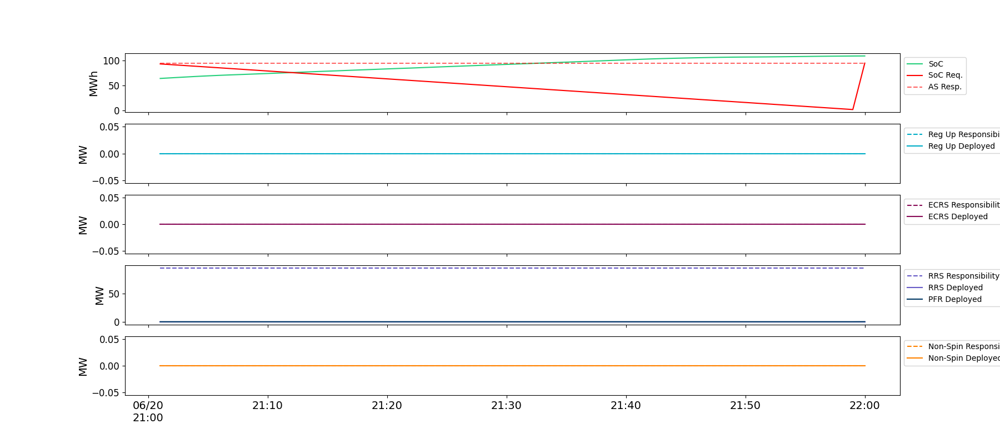 MWh
100
50
0
SoC
SoC Req.
AS Resp.
MW
0.05
0.00
−0.05
Reg Up Responsibi
Reg Up Deployed
MW
0.05
0.00
−0.05
ECRS Responsibilit
ECRS Deployed
MW
50
0
RRS Responsibility
RRS Deployed
PFR Deployed
MW
0.05
0.00
−0.05
Non-Spin Responsi
Non-Spin Deployed
06/20 21:10 21:20 21:30 21:40 21:50 22:00
21:00